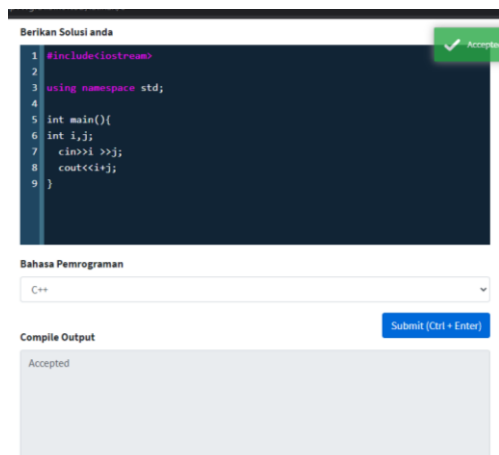 Berikan Solusi anda
Accepte
1 #include<iostream>
2
3 using namespace std;
4
5 int main(){
6 int i,j;
7 cin>>i >>j;
8 cout<<i+j;
9 }
Bahasa Pemrograman
C++
Submit (Ctrl + Enter)
Compile Output
Accepted